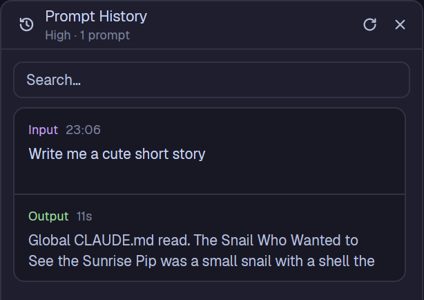 Prompt History
High · 1 prompt
Search...
Input 23:06
Write me a cute short story
Output 11s
Global CLAUDE.md read. The Snail Who Wanted to
See the Sunrise Pip was a small snail with a shell the